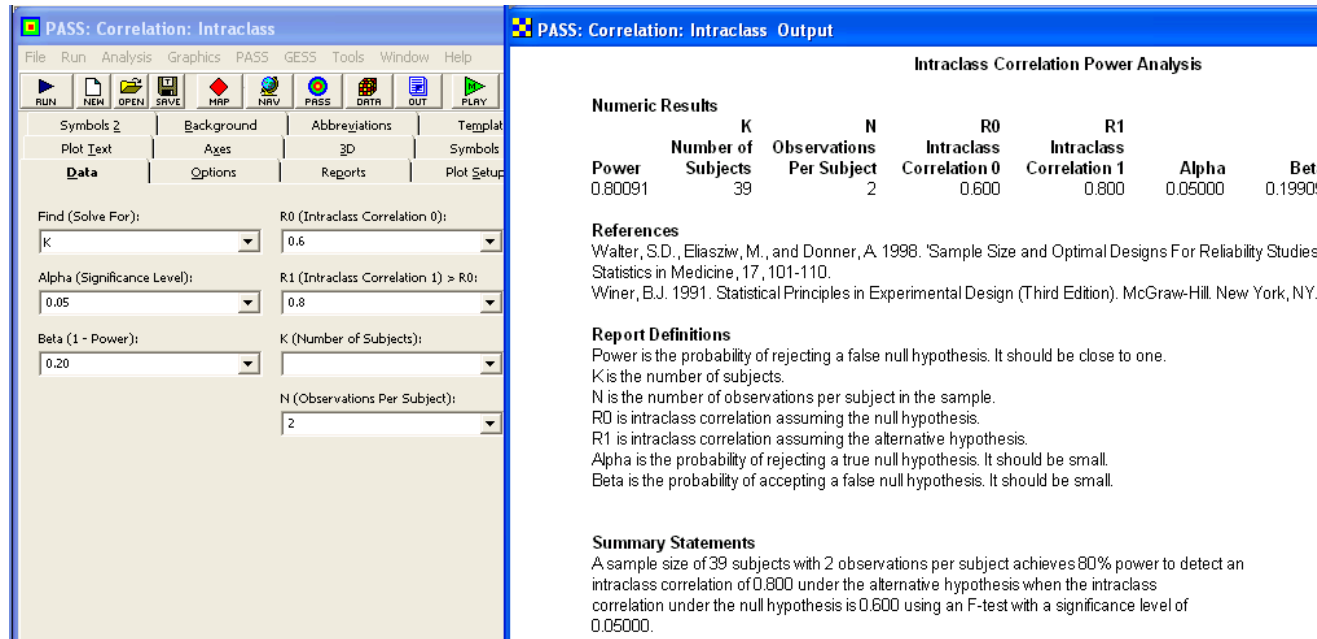 PASS: Correlation: Intraclass
File Run Analysis Graphics PASS GESS Tools Window Help
RUN NEW OPEN SAVE MAP NAV PASS DATA OUT PLAY
Symbols 2 Background Abbreviations Templat
Plot Text Axes 3D Symbols
Data Options Reports Plot Setup
Find (Solve For): R0 (Intraclass Correlation 0):
K 0.6
Alpha (Significance Level): R1 (Intraclass Correlation 1) > R0:
0.05 0.8
Beta (1 - Power): K (Number of Subjects):
0.20
N (Observations Per Subject):
2
PASS: Correlation: Intraclass Output
Intraclass Correlation Power Analysis
Numeric Results
K N R0 R1
Number of Observations Intraclass Intraclass
Power Subjects Per Subject Correlation 0 Correlation 1 Alpha Bet
0.80091 39 2 0.600 0.800 0.05000 0.19909
References
Walter, S.D., Eliasziw, M., and Donner, A. 1998. 'Sample Size and Optimal Designs For Reliability Studies
Statistics in Medicine, 17, 101-110.
Winer, B.J. 1991. Statistical Principles in Experimental Design (Third Edition). McGraw-Hill. New York, NY.
Report Definitions
Power is the probability of rejecting a false null hypothesis. It should be close to one.
K is the number of subjects.
N is the number of observations per subject in the sample.
R0 is intraclass correlation assuming the null hypothesis.
R1 is intraclass correlation assuming the alternative hypothesis.
Alpha is the probability of rejecting a true null hypothesis. It should be small.
Beta is the probability of accepting a false null hypothesis. It should be small.
Summary Statements
A sample size of 39 subjects with 2 observations per subject achieves 80% power to detect an
intraclass correlation of 0.800 under the alternative hypothesis when the intraclass
correlation under the null hypothesis is 0.600 using an F-test with a significance level of
0.05000.